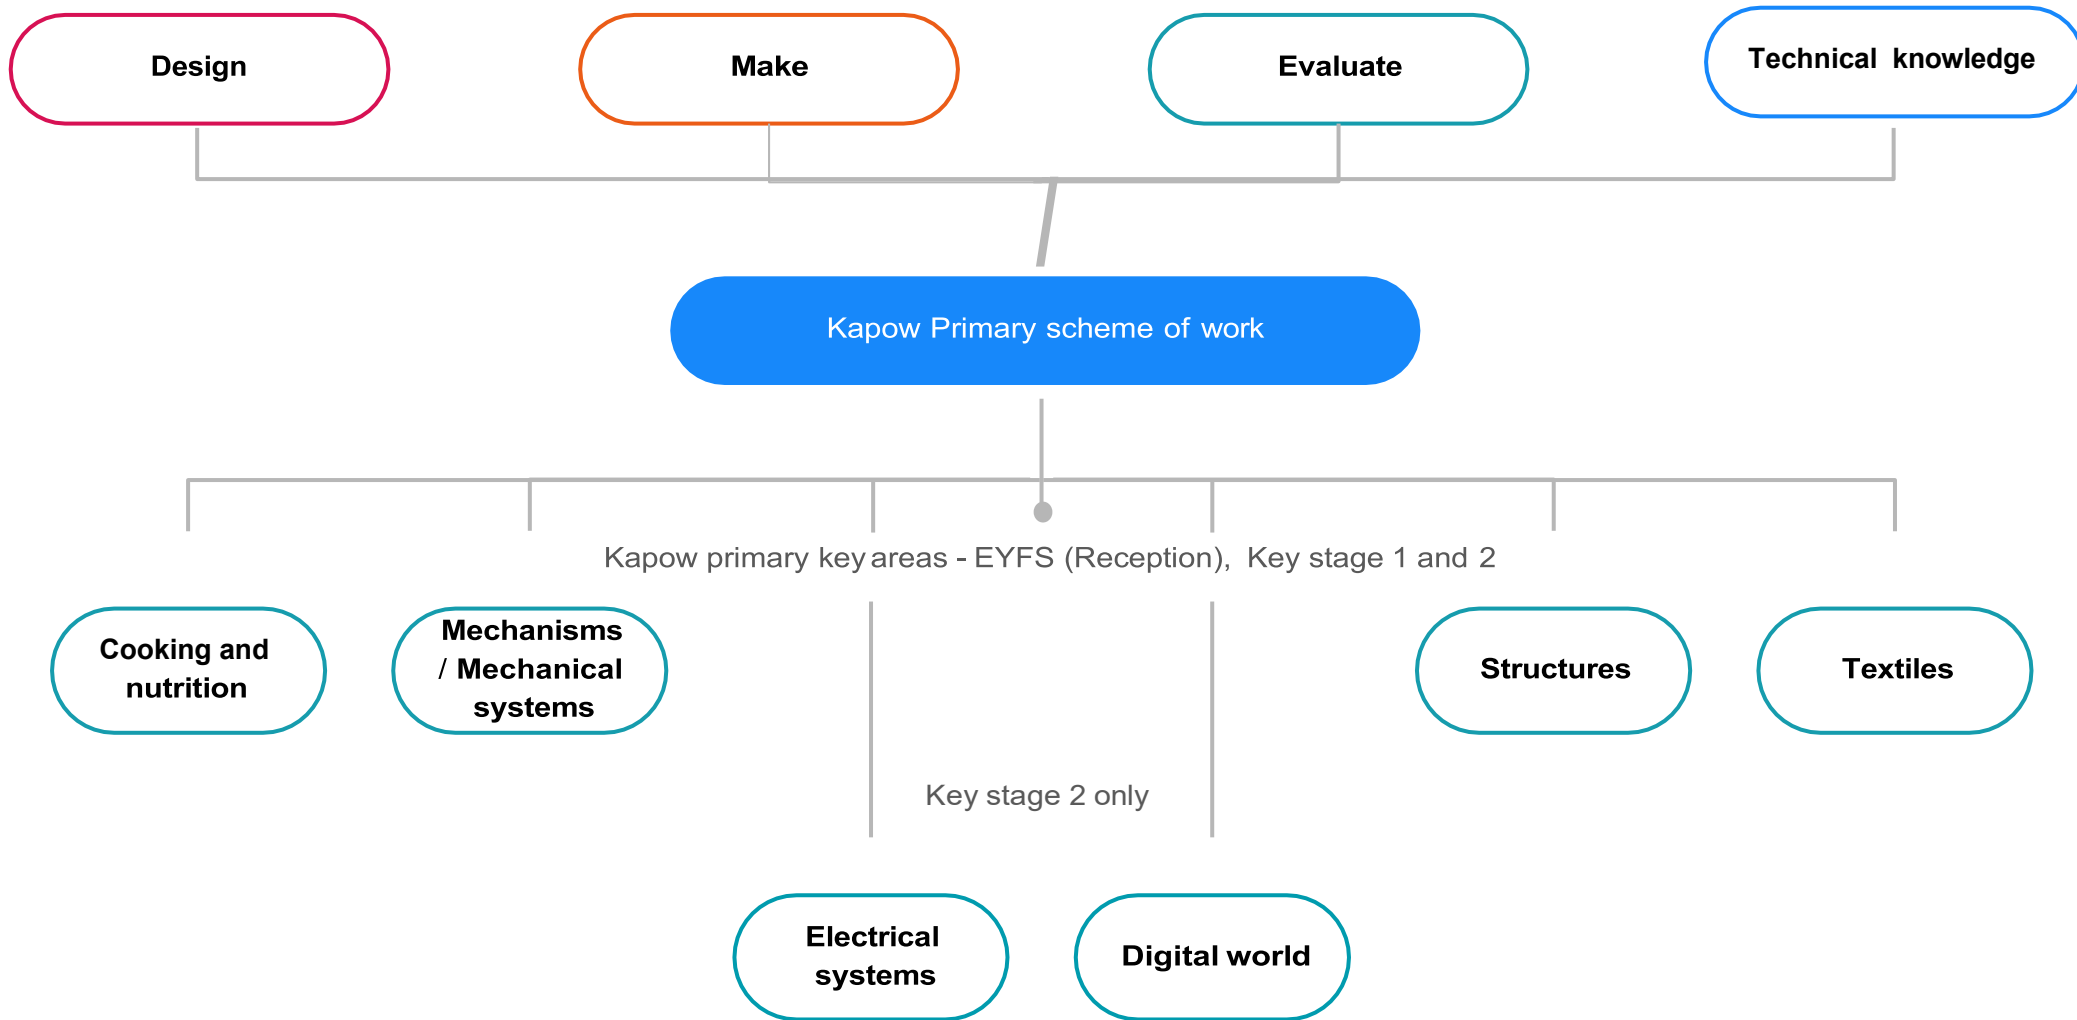 Design
Make
Evaluate
Technical knowledge
Kapow Primary scheme of work
Kapow primary key areas - EYFS (Reception), Key stage 1 and 2
Cooking and
nutrition
Mechanisms
/ Mechanical
systems
Structures
Textiles
Key stage 2 only
Electrical
systems
Digital world